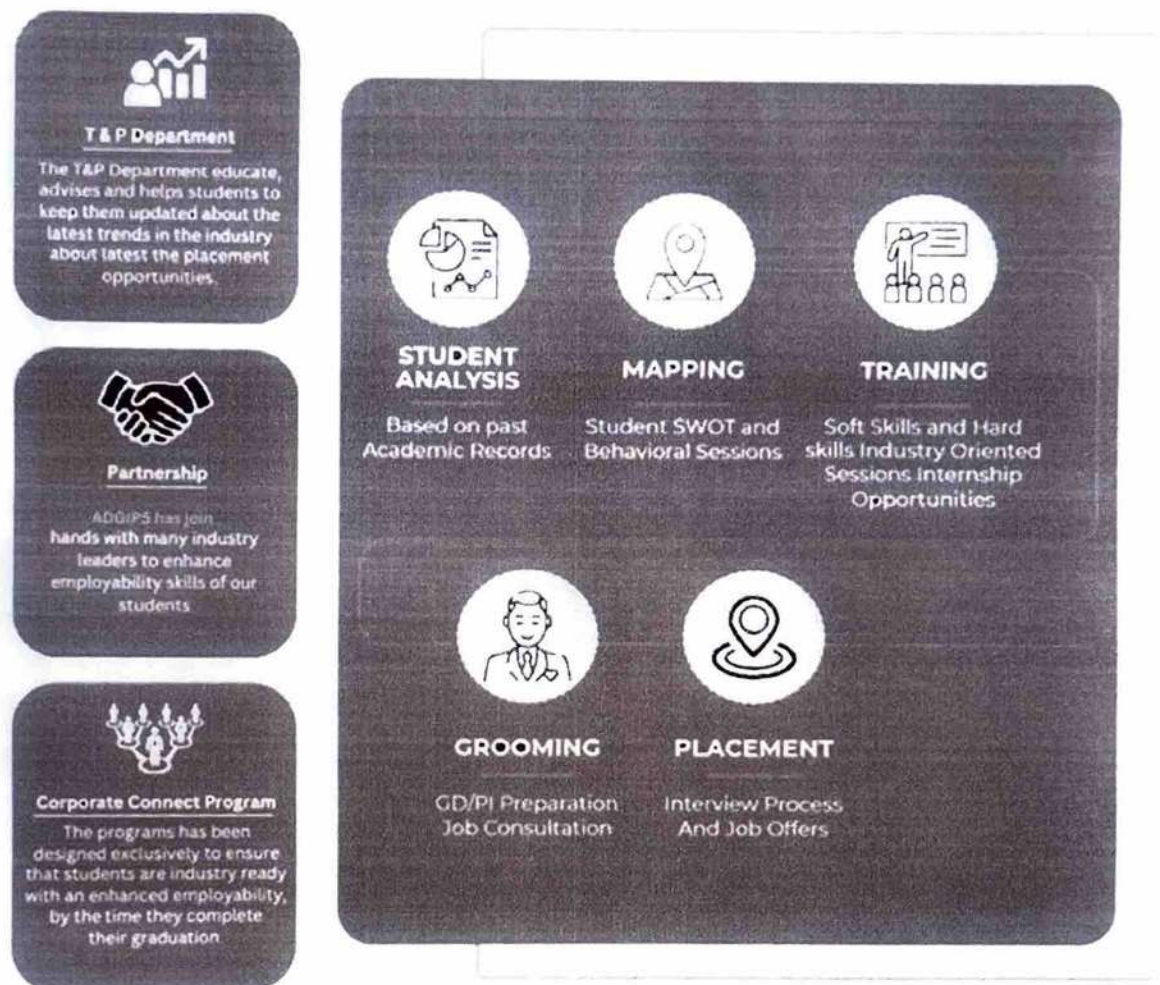 T & P Department
The T&P Department educate,
advises and helps students to
keep them updated about the
latest trends in the industry
about latest the placement
opportunities.
Partnership
ADGIPS has join
hands with many industry
leaders to enhance
employability skills of our
students
Corporate Connect Program
The programs has been
designed exclusively to ensure
that students are industry ready
with an enhanced employability,
by the time they complete
their graduation
STUDENT
ANALYSIS
Based on past
Academic Records
MAPPING
Student SWOT and
Behavioral Sessions
TRAINING
Soft Skills and Hard
skills Industry Oriented
Sessions Internship
Opportunities
GROOMING
GD/PI Preparation
Job Consultation
PLACEMENT
Interview Process
And Job Offers